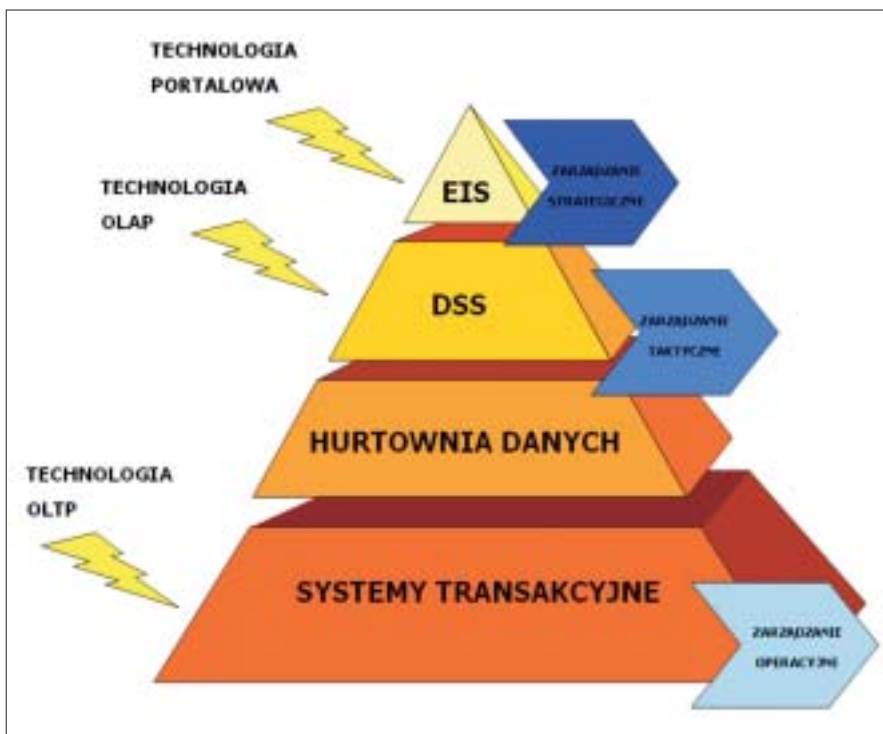 TECHNOLOGIA
PORTALOWA
ZARZĄDZANIE
STRATEGICZNE
EIS
TECHNOLOGIA
OLAP
DSS
ZARZĄDZANIE
TAKTYCZNE
HURTOWNIA DANYCH
TECHNOLOGIA
OLTP
SYSTEMY TRANSAKCYJNE
ZARZĄDZANIE
OPERACYJNE